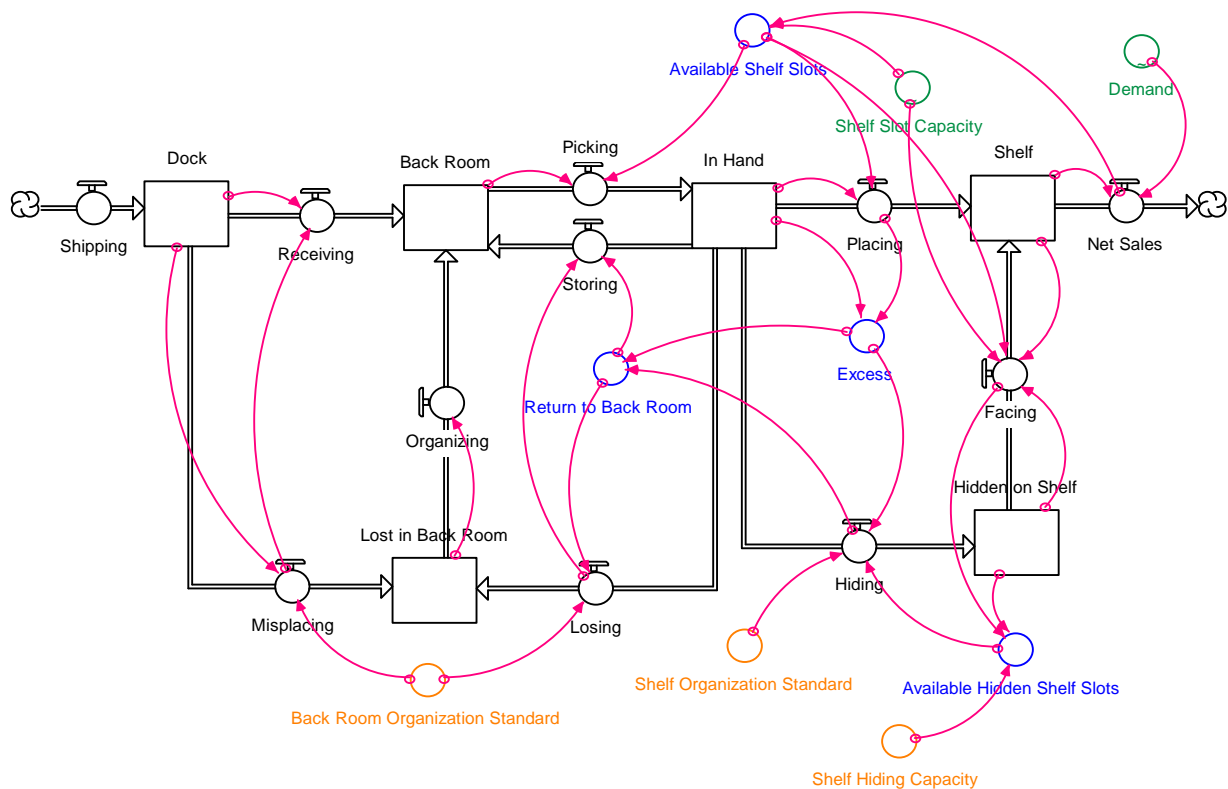 Available Shelf Slots
Demand
Shelf Slot Capacity
Dock
Back Room
Picking
In Hand
Shelf
Shipping
Receiving
Storing
Placing
Net Sales
Excess
Return to Back Room
Organizing
Facing
Hidden on Shelf
Lost in Back Room
Misplacing
Losing
Hiding
Shelf Organization Standard
Available Hidden Shelf Slots
Back Room Organization Standard
Shelf Hiding Capacity